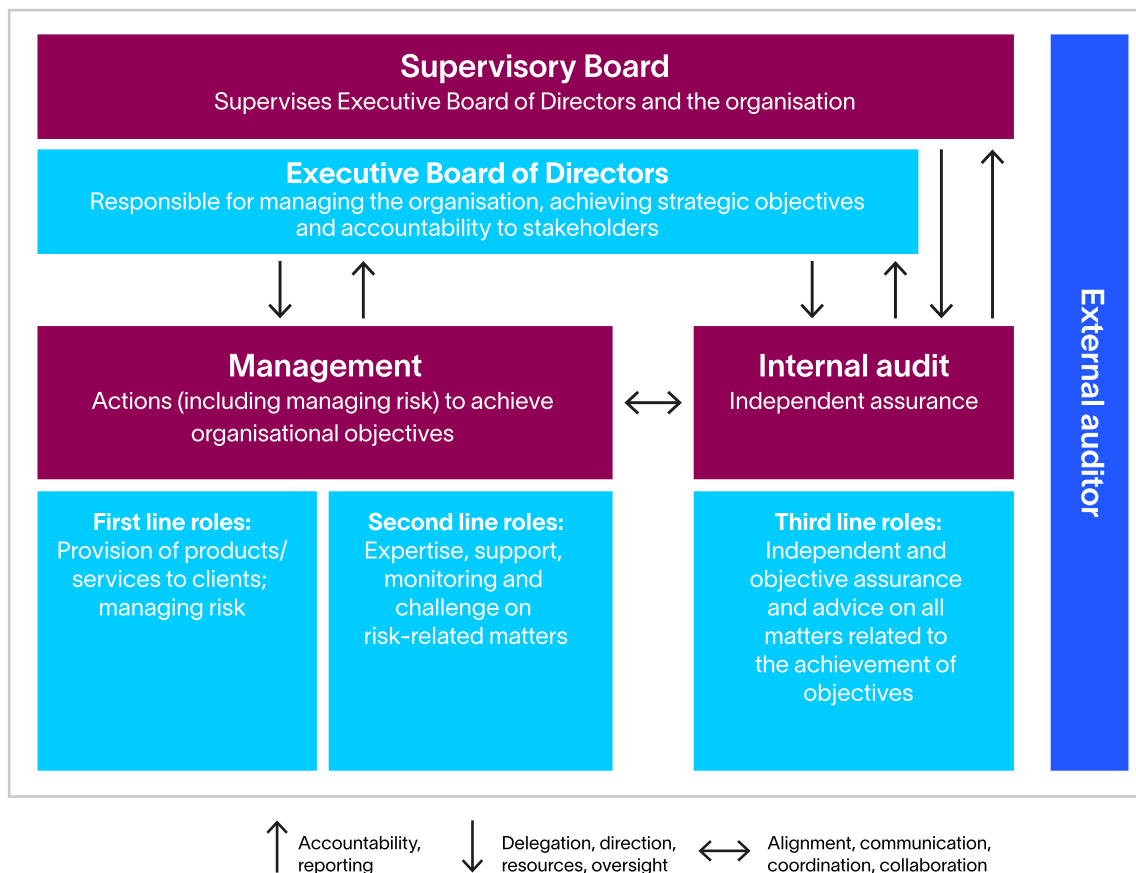 Supervisory Board
Supervises Executive Board of Directors and the organisation
Executive Board of Directors
Responsible for managing the organisation, achieving strategic objectives
and accountability to stakeholders
Management
Actions (including managing risk) to achieve
organisational objectives
Internal audit
Independent assurance
First line roles:
Provision of products/
services to clients;
managing risk
Second line roles:
Expertise, support,
monitoring and
challenge on
risk-related matters
Third line roles:
Independent and
objective assurance
and advice on all
matters related to
the achievement of
objectives
External auditor
Accountability,
reporting
Delegation, direction,
resources, oversight
Alignment, communication,
coordination, collaboration